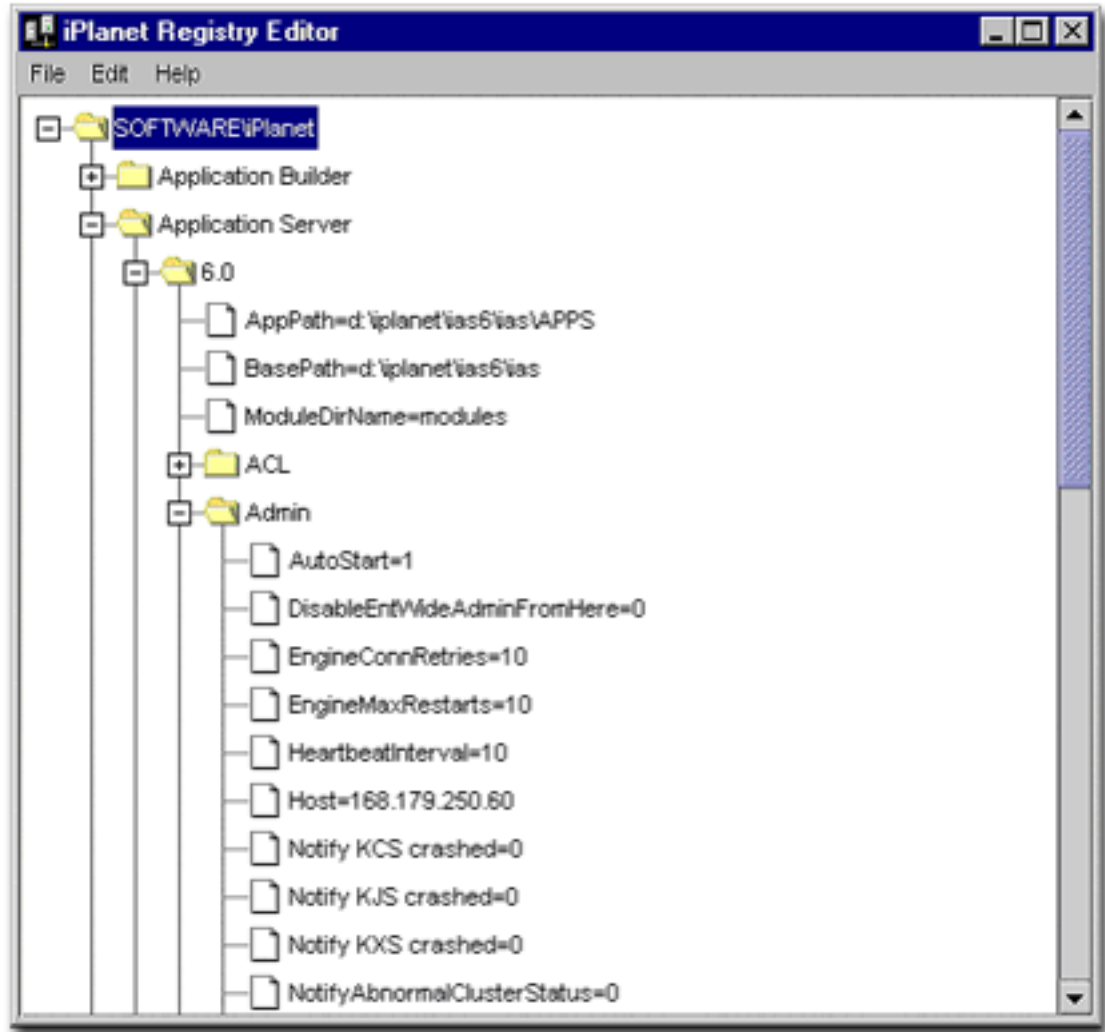 iPlanet Registry Editor
File Edit Help
SOFTWARE\iPlanet
Application Builder
Application Server
6.0
AppPath=d:\iplanet\ias6\ias\APPS
BasePath=d:\iplanet\ias6\ias
ModuleDirName=modules
ACL
Admin
AutoStart=1
DisableEntWideAdminFromHere=0
EngineConnRetries=10
EngineMaxRestarts=10
HeartbeatInterval=10
Host=168.179.250.60
Notify KCS crashed=0
Notify KJS crashed=0
Notify KXS crashed=0
NotifyAbnormalClusterStatus=0